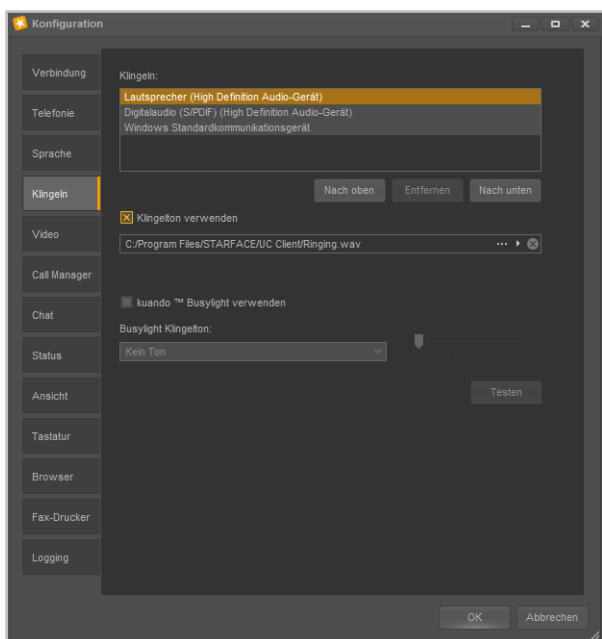 Konfiguration
Verbindung
Telefonie
Sprache
Klingeln
Video
Call Manager
Chat
Status
Ansicht
Tastatur
Browser
Fax-Drucker
Logging
Klingeln:
Lautsprecher (High Definition Audio-Gerät)
Digitalaudio (S/PDIF) (High Definition Audio-Gerät)
Windows Standardkommunikationsgerät
Nach oben Entfernen Nach unten
Klingelton verwenden
C:/Program Files/STARFACE/UC Client/Ringing.wav ...
kuando ™ Busylight verwenden
Busylight Klingelton:
Kein Ton
Testen
OK Abbrechen